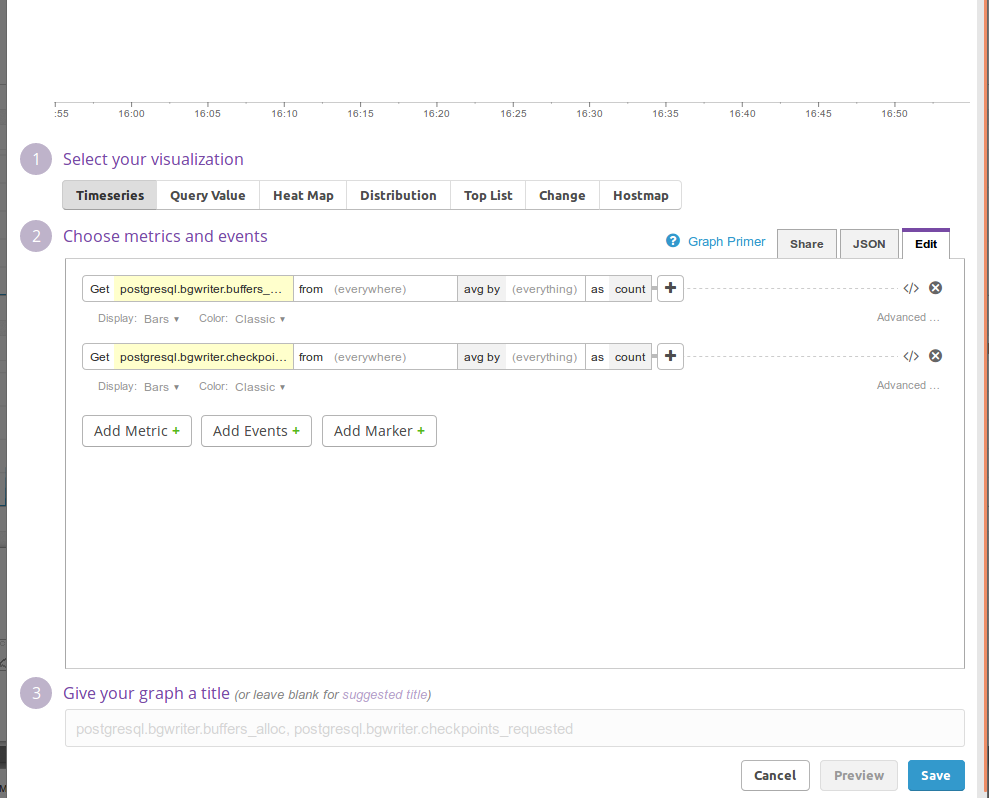 :55 16:00 16:05 16:10 16:15 16:20 16:25 16:30 16:35 16:40 16:45 16:50
1 Select your visualization
Timeseries Query Value Heat Map Distribution Top List Change Hostmap
2 Choose metrics and events ? Graph Primer Share JSON Edit
Get postgresql.bgwriter.buffers_... from (everywhere) avg by (everything) as count + </>
Display: Bars ▾ Color: Classic ▾ Advanced ...
Get postgresql.bgwriter.checkpoi... from (everywhere) avg by (everything) as count + </>
Display: Bars ▾ Color: Classic ▾ Advanced ...
Add Metric + Add Events + Add Marker +
3 Give your graph a title (or leave blank for suggested title)
postgresql.bgwriter.buffers_alloc, postgresql.bgwriter.checkpoints_requested
Cancel Preview Save